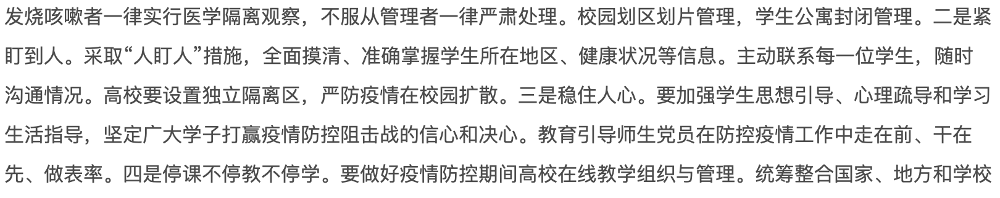 发烧咳嗽者一律实行医学隔离观察，不服从管理者一律严肃处理。校园划区划片管理，学生公寓封闭管理。二是紧
盯到人。采取“人盯人”措施，全面摸清、准确掌握学生所在地区、健康状况等信息。主动联系每一位学生，随时
沟通情况。高校要设置独立隔离区，严防疫情在校园扩散。三是稳住人心。要加强学生思想引导、心理疏导和学习
生活指导，坚定广大学子打赢疫情防控阻击战的信心和决心。教育引导师生党员在防控疫情工作中走在前、干在
先、做表率。四是停课不停教不停学。要做好疫情防控期间高校在线教学组织与管理。统筹整合国家、地方和学校